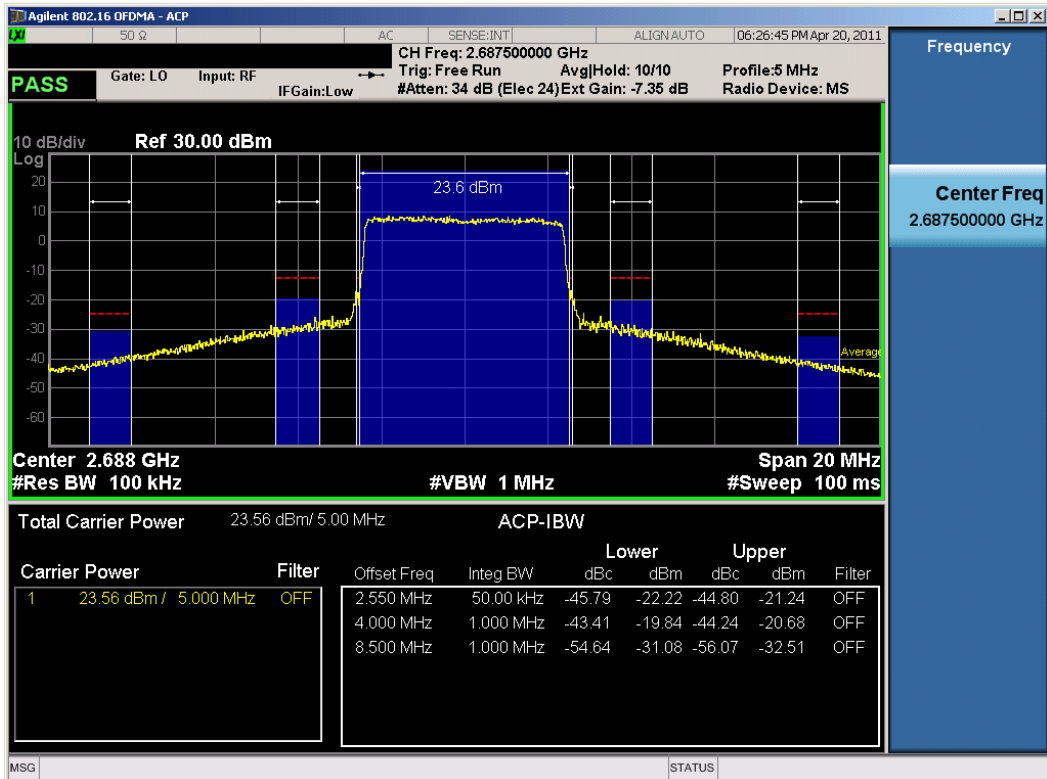 Agilent 802.16 OFDMA - ACP
LXI 50 Ω AC SENSE:INT ALIGN AUTO 06:26:45 PM Apr 20, 2011
CH Freq: 2.687500000 GHz
Trig: Free Run Avg|Hold: 10/10 Profile:5 MHz
PASS Gate: LO Input: RF
IFGain:Low #Atten: 34 dB (Elec 24) Ext Gain: -7.35 dB Radio Device: MS
Frequency
Center Freq
2.687500000 GHz
10 dB/div Ref 30.00 dBm
Log
20
10
0
-10
-20
-30
-40
-50
-60
23.6 dBm
Average
Center 2.688 GHz Span 20 MHz
#Res BW 100 kHz #VBW 1 MHz #Sweep 100 ms
Total Carrier Power 23.56 dBm/ 5.00 MHz ACP-IBW
Lower Upper
Carrier Power Filter
Offset Freq Integ BW dBc dBm dBc dBm Filter
1 23.56 dBm / 5.000 MHz OFF
2.550 MHz 50.00 kHz -45.79 -22.22 -44.80 -21.24 OFF
4.000 MHz 1.000 MHz -43.41 -19.84 -44.24 -20.68 OFF
8.500 MHz 1.000 MHz -54.64 -31.08 -56.07 -32.51 OFF
MSG STATUS